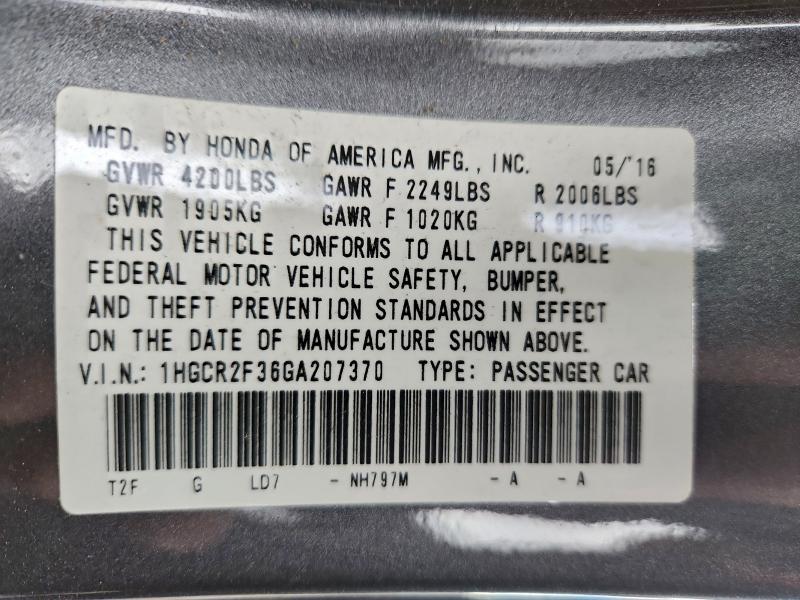 MFD. BY HONDA OF AMERICA MFG., INC. 05/'16
GVWR 4200LBS GAWR F 2249LBS R 2006LBS
GVWR 1905KG GAWR F 1020KG R 910KG
THIS VEHICLE CONFORMS TO ALL APPLICABLE
FEDERAL MOTOR VEHICLE SAFETY, BUMPER,
AND THEFT PREVENTION STANDARDS IN EFFECT
ON THE DATE OF MANUFACTURE SHOWN ABOVE.
V.I.N.: 1HGCR2F36GA207370 TYPE: PASSENGER CAR
T2F G LD7 - NH797M - A - A